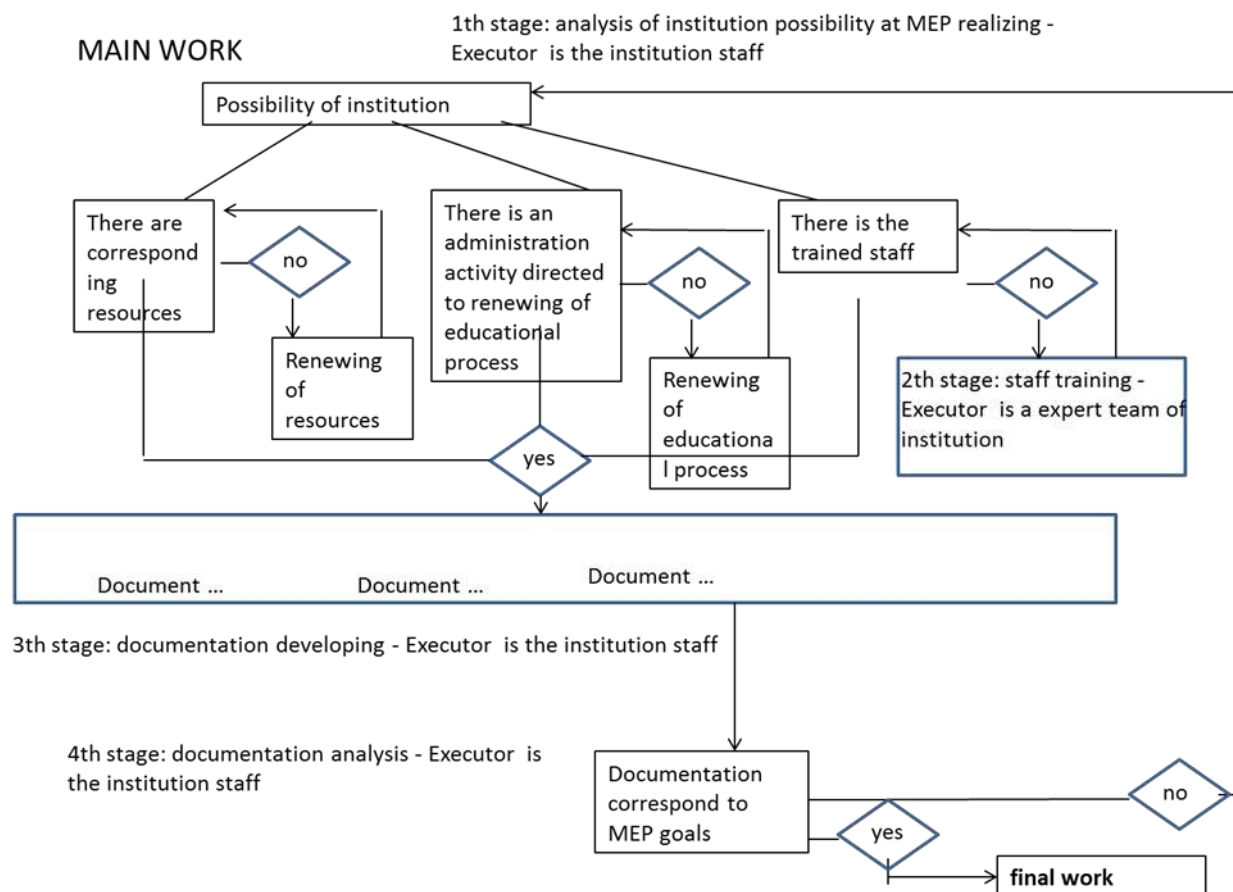 1th stage: analysis of institution possibility at MEP realizing -
Executor  is the institution staff
MAIN WORK
Possibility of institution
There are
correspond
ing
resources
no
Renewing
of
resources
There is an
administration
activity directed
to renewing of
educational
process
no
Renewing
of
educationa
l process
There is the
trained staff
no
2th stage: staff training -
Executor  is a expert team of
institution
yes
Document ...
Document ...
Document ...
3th stage: documentation developing - Executor  is the institution staff
4th stage: documentation analysis - Executor  is
the institution staff
Documentation
correspond to
MEP goals
no
yes
final work